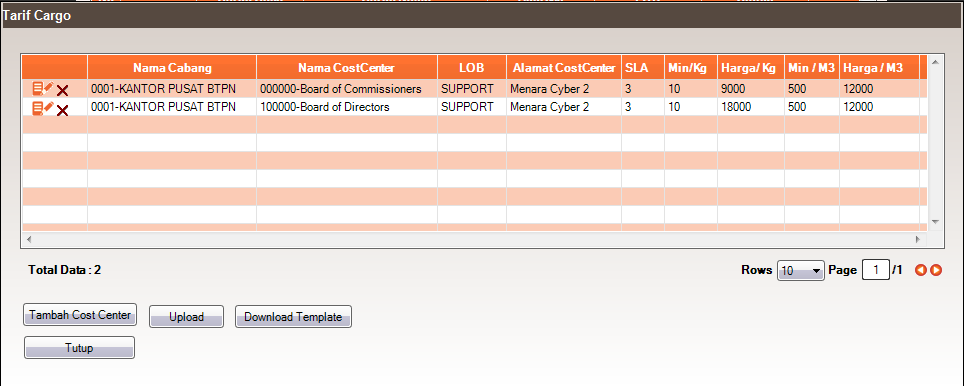 Tarif Cargo
Nama Cabang Nama CostCenter LOB Alamat CostCenter SLA Min/Kg Harga/ Kg Min / M3 Harga / M3
0001-KANTOR PUSAT BTPN 000000-Board of Commissioners SUPPORT Menara Cyber 2 3 10 9000 500 12000
0001-KANTOR PUSAT BTPN 100000-Board of Directors SUPPORT Menara Cyber 2 3 10 18000 500 12000
Total Data : 2 Rows 10 Page 1 /1
Tambah Cost Center Upload Download Template
Tutup